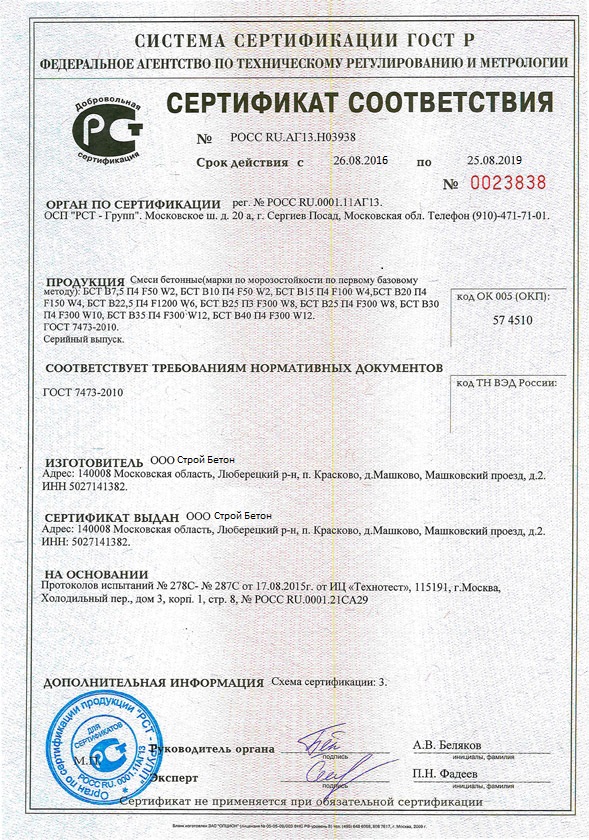 СИСТЕМА СЕРТИФИКАЦИИ ГОСТ Р
ФЕДЕРАЛЬНОЕ АГЕНТСТВО ПО ТЕХНИЧЕСКОМУ РЕГУЛИРОВАНИЮ И МЕТРОЛОГИИ
Добровольная
РСТ
сертификация
СЕРТИФИКАТ СООТВЕТСТВИЯ
№ РОСС RU.АГ13.Н03938
Срок действия с 26.08.2016 по 25.08.2019
№ 0023838
ОРГАН ПО СЕРТИФИКАЦИИ рег. № РОСС RU.0001.11АГ13.
ОСП "РСТ - Групп". Московское ш. д. 20 а, г. Сергиев Посад, Московская обл. Телефон (910)-471-71-01.
ПРОДУКЦИЯ Смеси бетонные(марки по морозостойкости по первому базовому
методу): БСТ В7,5 П4 F50 W2, БСТ В10 П4 F50 W2, БСТ В15 П4 F100 W4,БСТ В20 П4
F150 W4, БСТ В22,5 П4 F1200 W6, БСТ В25 П3 F300 W8, БСТ В25 П4 F300 W8, БСТ В30
П4 F300 W10, БСТ В35 П4 F300 W12, БСТ В40 П4 F300 W12.
ГОСТ 7473-2010.
Серийный выпуск.
код ОК 005 (ОКП):
57 4510
СООТВЕТСТВУЕТ ТРЕБОВАНИЯМ НОРМАТИВНЫХ ДОКУМЕНТОВ
ГОСТ 7473-2010
код ТН ВЭД России:
ИЗГОТОВИТЕЛЬ ООО Строй Бетон
Адрес: 140008 Московская область, Люберецкий р-н, п. Красково, д.Машково, Машковский проезд, д.2.
ИНН 5027141382.
СЕРТИФИКАТ ВЫДАН ООО Строй Бетон
Адрес: 140008 Московская область, Люберецкий р-н, п. Красково, д.Машково, Машковский проезд, д.2.
ИНН: 5027141382.
НА ОСНОВАНИИ
Протоколов испытаний № 278С- № 287С от 17.08.2015г. от ИЦ «Технотест», 115191, г.Москва,
Холодильный пер., дом 3, корп. 1, стр. 8, № РОСС RU.0001.21СА29
ДОПОЛНИТЕЛЬНАЯ ИНФОРМАЦИЯ Схема сертификации: 3.
Орган по сертификации продукции "РСТ - ГРУПП"
ДЛЯ
СЕРТИФИКАТОВ
РСТ
РОСС RU. 0001.11АГ13
М.П.
Руководитель органа
подпись
А.В. Беляков
инициалы, фамилия
Эксперт
подпись
П.Н. Фадеев
инициалы, фамилия
Сертификат не применяется при обязательной сертификации